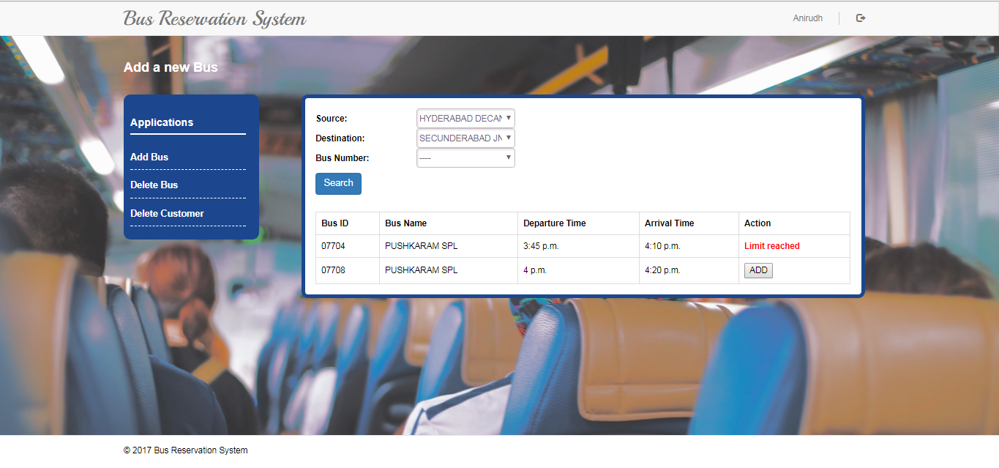 Bus Reservation System
Anirudh
Add a new Bus
Applications
Add Bus
Delete Bus
Delete Customer
Source: HYDERABAD DECAN
Destination: SECUNDERABAD JN
Bus Number: ----
Search
Bus ID Bus Name Departure Time Arrival Time Action
07704 PUSHKARAM SPL 3:45 p.m. 4:10 p.m. Limit reached
07708 PUSHKARAM SPL 4 p.m. 4:20 p.m. ADD
© 2017 Bus Reservation System